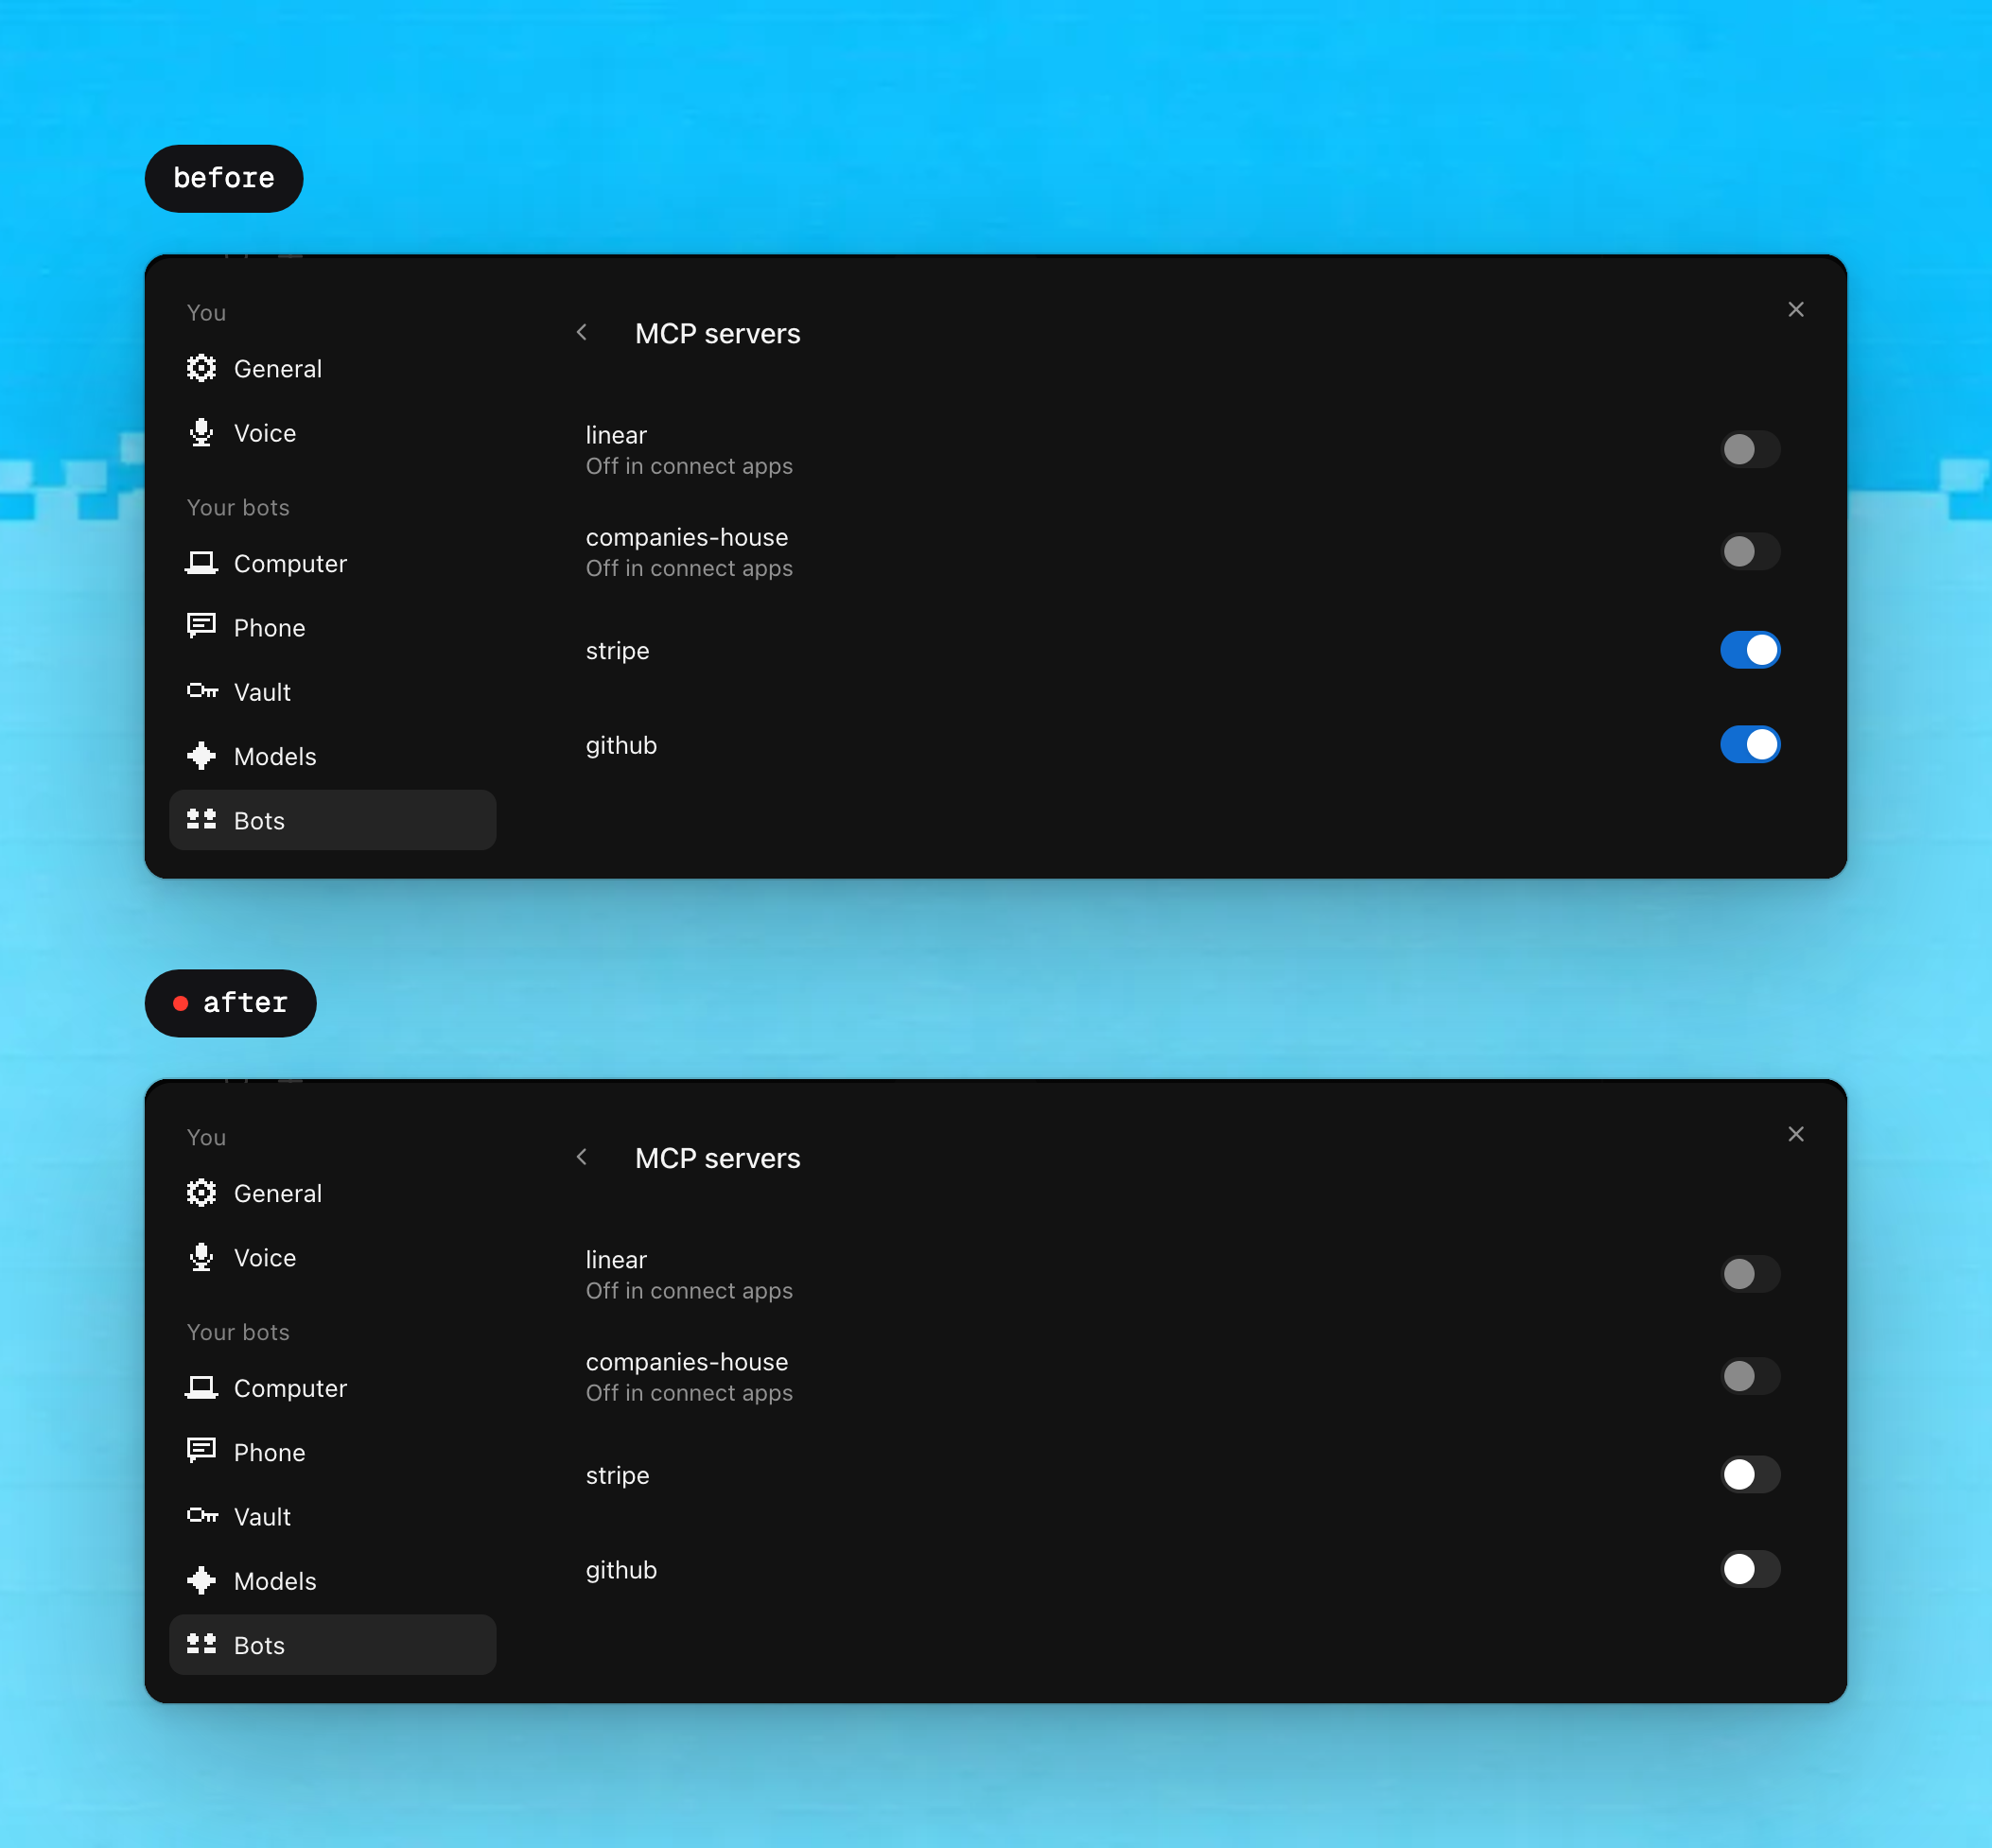 before
You
General
Voice
Your bots
Computer
Phone
Vault
Models
Bots
MCP servers
linear
Off in connect apps
companies-house
Off in connect apps
stripe
github
after
You
General
Voice
Your bots
Computer
Phone
Vault
Models
Bots
MCP servers
linear
Off in connect apps
companies-house
Off in connect apps
stripe
github